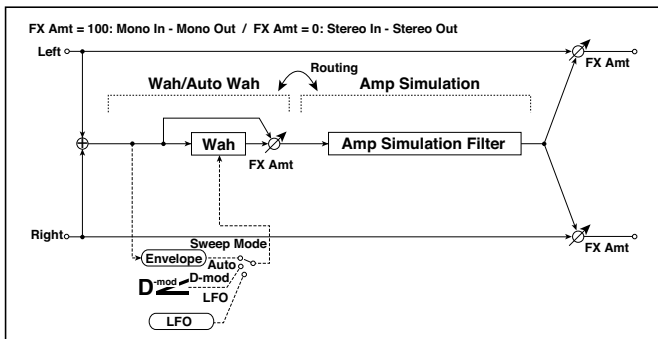 FX Amt = 100: Mono In - Mono Out / FX Amt = 0: Stereo In - Stereo Out
Left
FX Amt
Routing
Wah/Auto Wah
Amp Simulation
Wah
FX Amt
Amp Simulation Filter
Right
FX Amt
Sweep Mode
Envelope
Auto
D-mod
D-mod
LFO
LFO